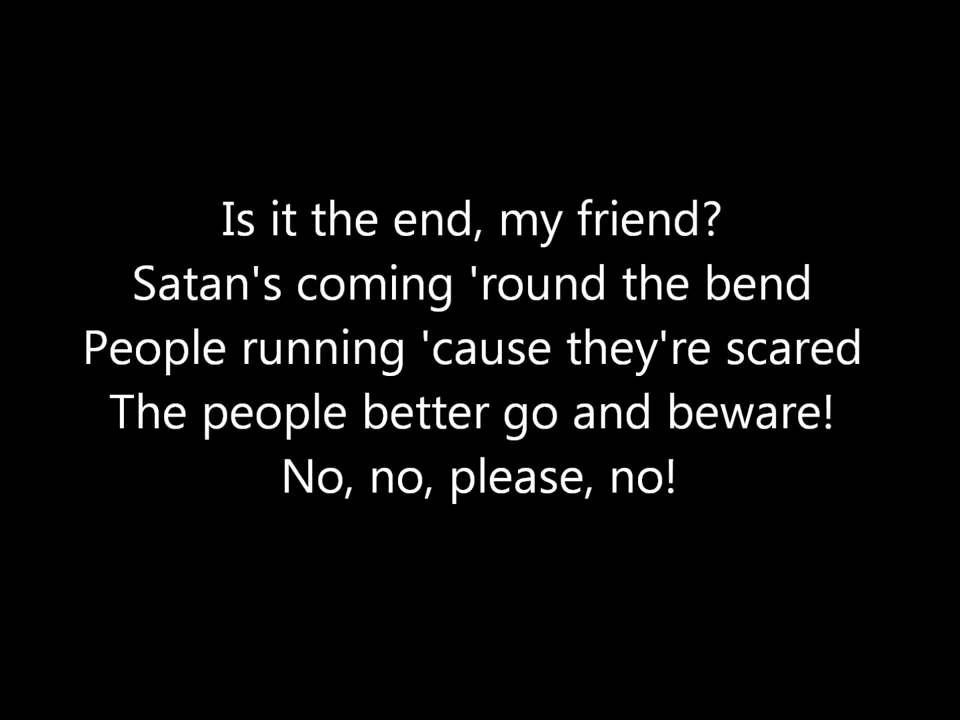 Is it the end, my friend?
Satan's coming 'round the bend
People running 'cause they're scared
The people better go and beware!
No, no, please, no!